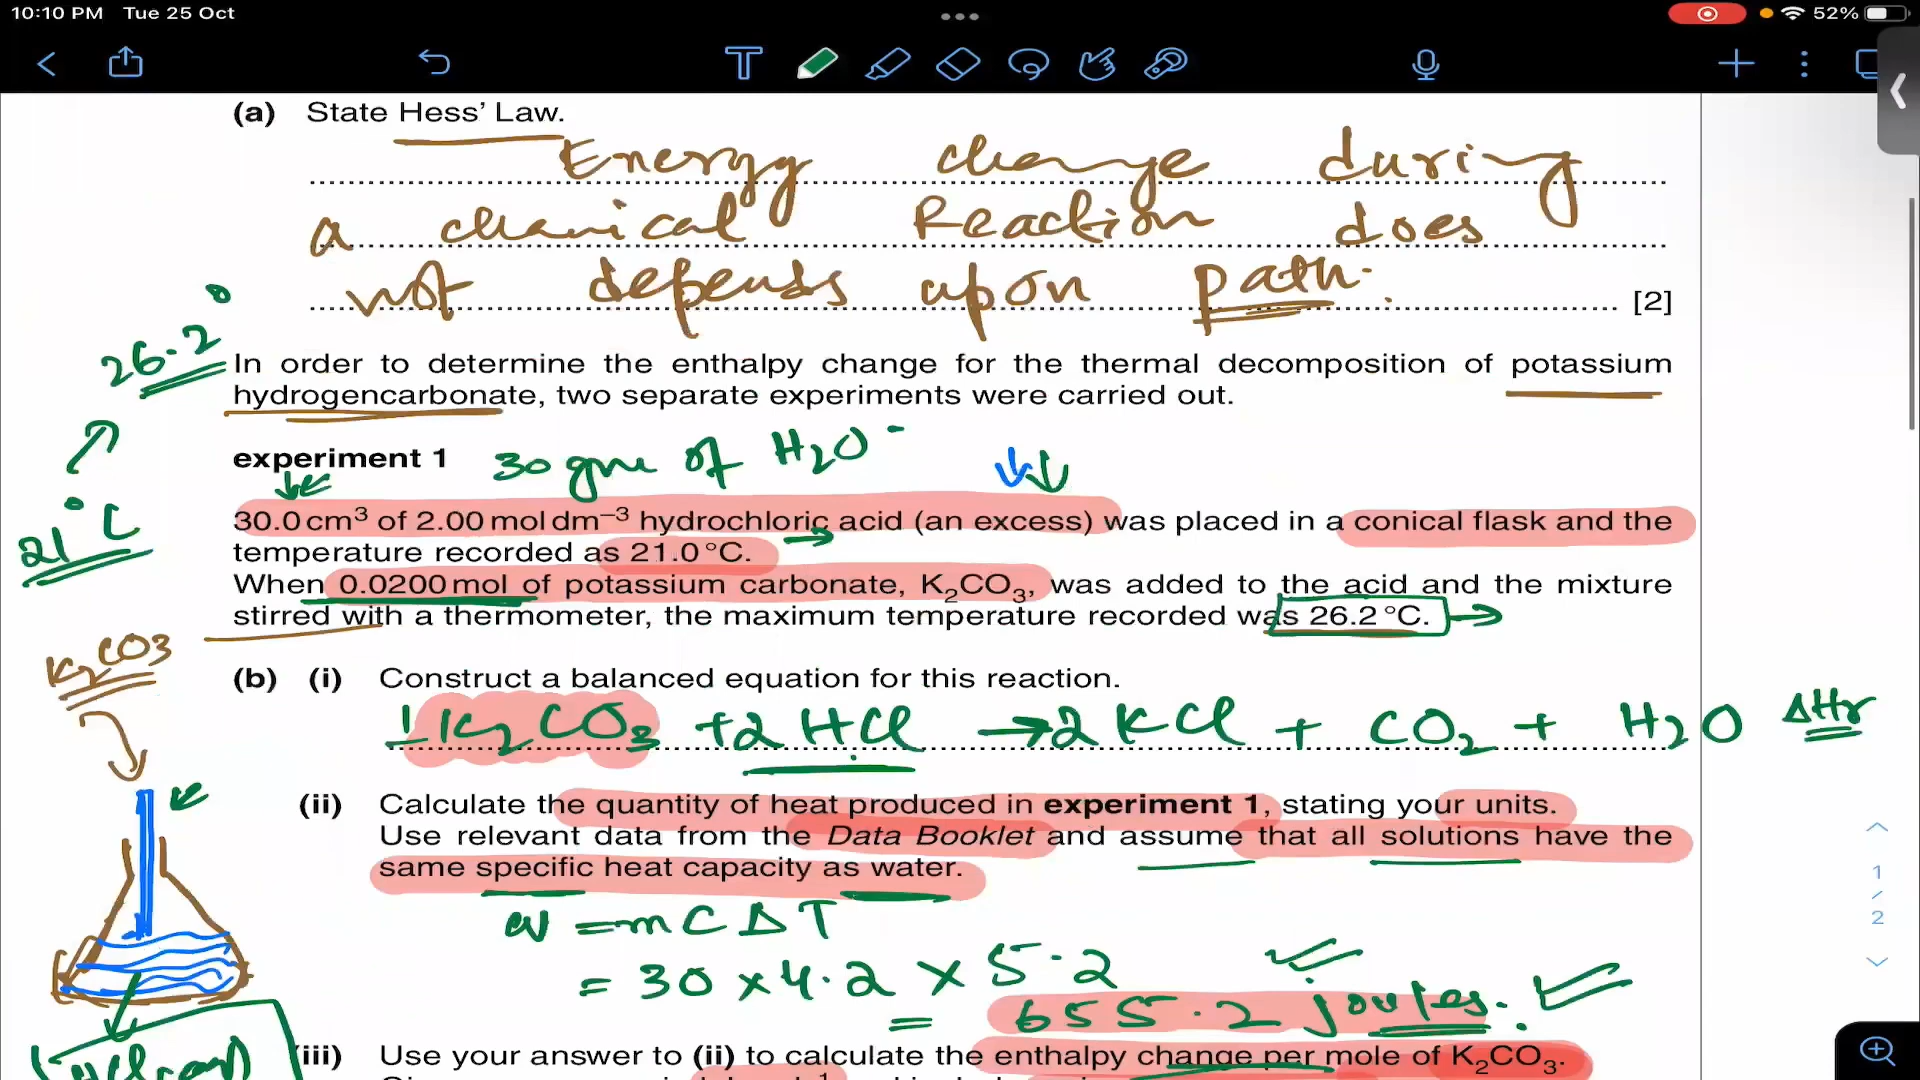 10:10 PM Tue 25 Oct
52%
(a) State Hess' Law.
Energy change during
a chemical Reaction does
not depends upon path.
[2]
26.2°
In order to determine the enthalpy change for the thermal decomposition of potassium
hydrogencarbonate, two separate experiments were carried out.
experiment 1 30 gm of H2O
21°C
30.0 cm³ of 2.00 mol dm⁻³ hydrochloric acid (an excess) was placed in a conical flask and the
temperature recorded as 21.0 °C.
When 0.0200 mol of potassium carbonate, K₂CO₃, was added to the acid and the mixture
stirred with a thermometer, the maximum temperature recorded was 26.2 °C.
K2CO3
(b) (i) Construct a balanced equation for this reaction.
1K2CO3 + 2HCl → 2KCl + CO2 + H2O ΔHr
(ii) Calculate the quantity of heat produced in experiment 1, stating your units.
Use relevant data from the Data Booklet and assume that all solutions have the
same specific heat capacity as water.
= mCΔT
= 30 × 4.2 × 5.2
= 655.2 joules.
(iii) Use your answer to (ii) to calculate the enthalpy change per mole of K₂CO₃.
1
/
2